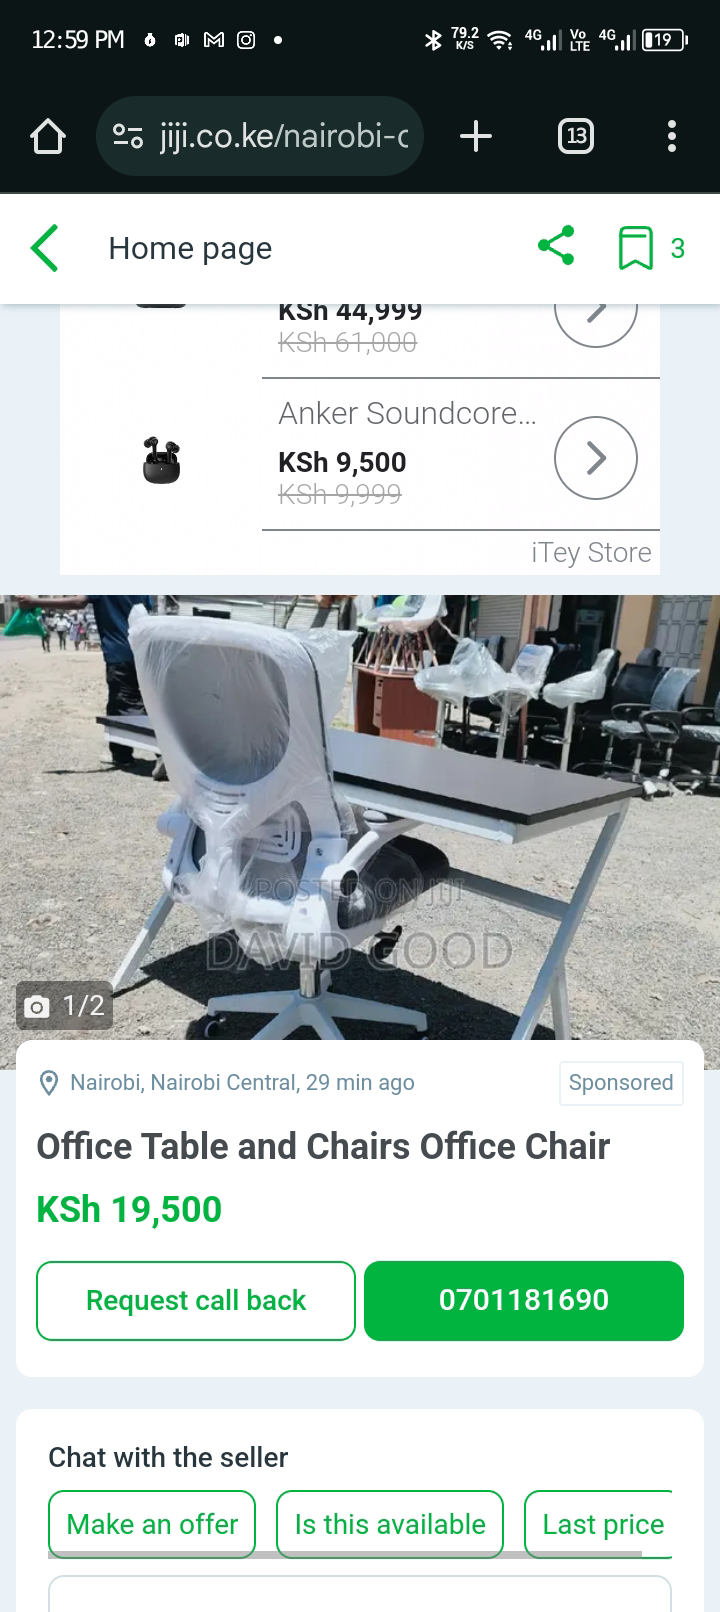 12:59 PM
79.2
K/S
4G
Vo
LTE
4G
19
jiji.co.ke/nairobi-c
13
Home page
3
KSh 44,999
KSh 61,000
Anker Soundcore...
KSh 9,500
KSh 9,999
iTey Store
POSTED ON JIJI
DAVID GOOD
1/2
Nairobi, Nairobi Central, 29 min ago
Sponsored
Office Table and Chairs Office Chair
KSh 19,500
Request call back
0701181690
Chat with the seller
Make an offer
Is this available
Last price